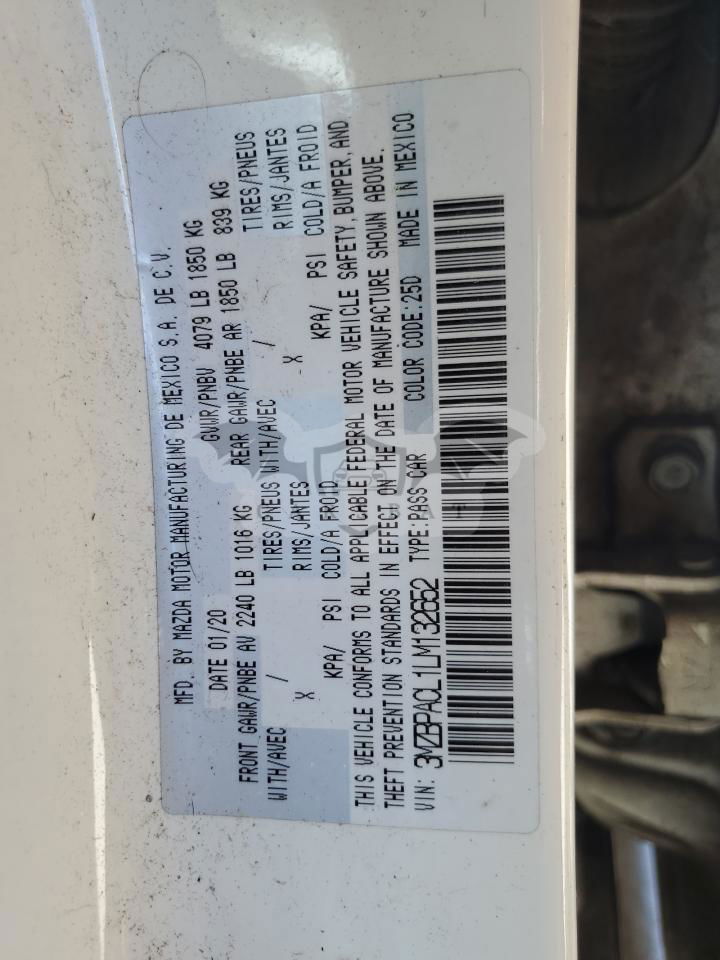 MFD. BY MAZDA MOTOR MANUFACTURING DE MEXICO S.A. DE C.V.
DATE 01/20 GVWR/PNBV 4079 LB 1850 KG
FRONT GAWR/PNBE AV 2240 LB 1016 KG REAR GAWR/PNBE AR 1850 LB 839 KG
WITH/AVEC / TIRES/PNEUS WITH/AVEC / TIRES/PNEUS
X RIMS/JANTES X RIMS/JANTES
KPA/ PSI COLD/A FROID KPA/ PSI COLD/A FROID
THIS VEHICLE CONFORMS TO ALL APPLICABLE FEDERAL MOTOR VEHICLE SAFETY, BUMPER, AND
THEFT PREVENTION STANDARDS IN EFFECT ON THE DATE OF MANUFACTURE SHOWN ABOVE.
VIN: 3MZBPACL1LM132652 TYPE:PASS CAR COLOR CODE:25D MADE IN MEXICO